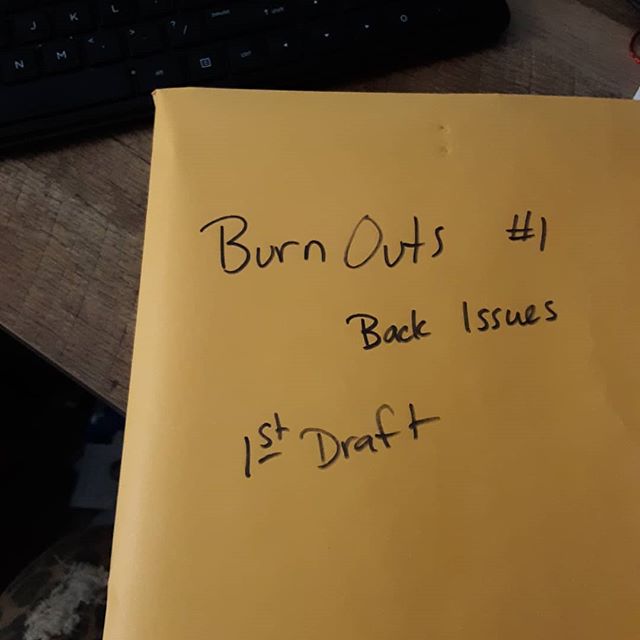 J K L
N M < , > . ? /
Burn Outs #1
Back Issues
1st Draft